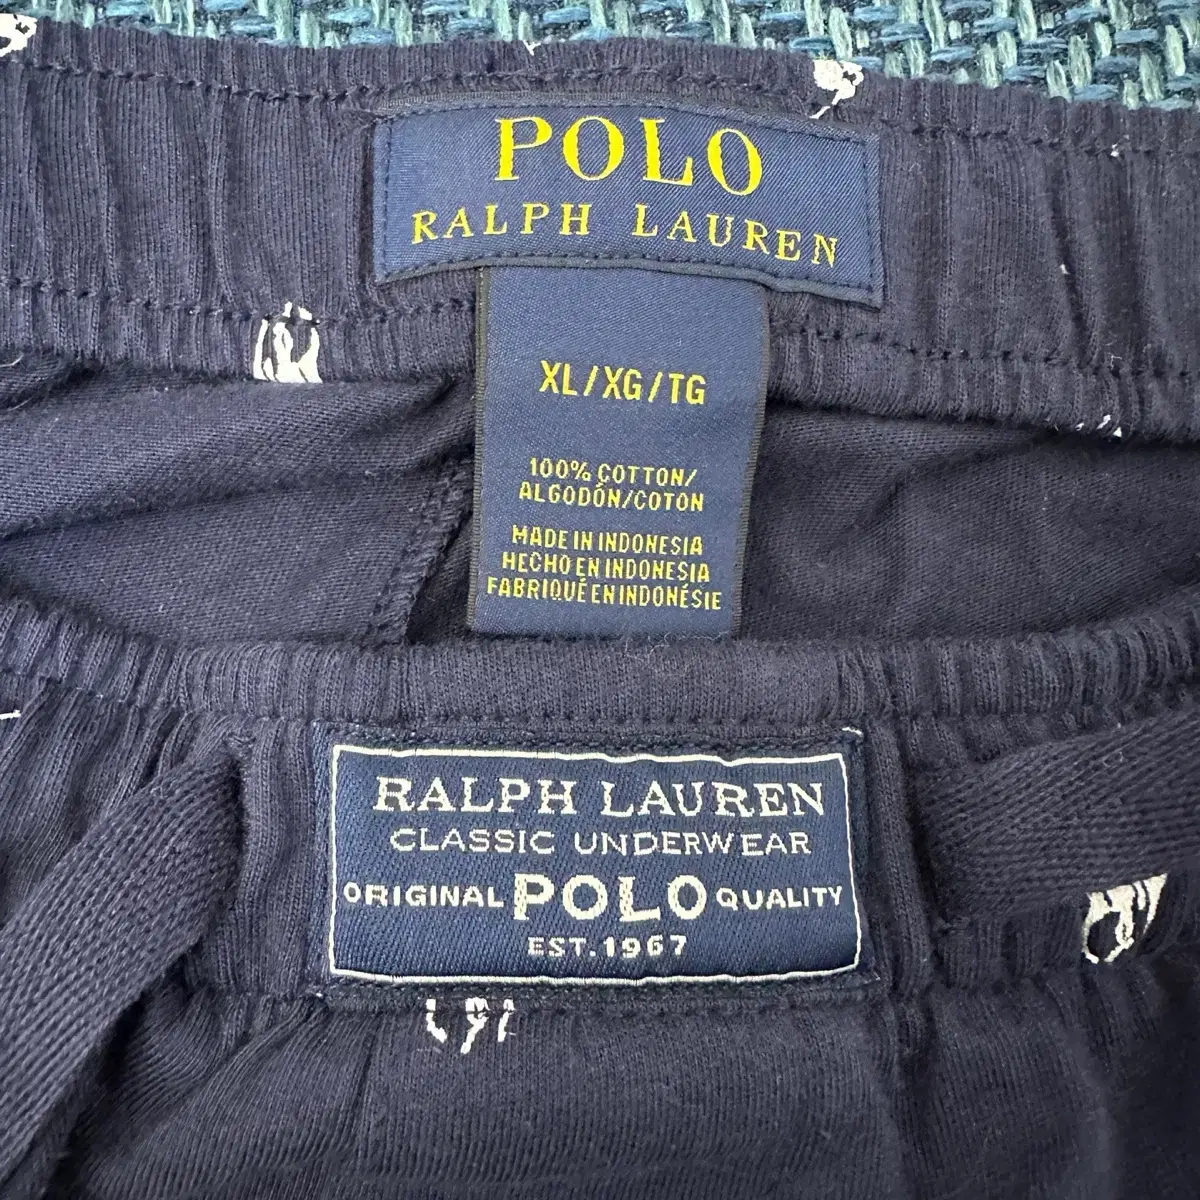 POLO
RALPH LAUREN
XL/XG/TG
100% COTTON/
ALGODÓN/COTON
MADE IN INDONESIA
HECHO EN INDONESIA
FABRIQUÉ EN INDONÉSIE
RALPH LAUREN
CLASSIC UNDERWEAR
ORIGINAL POLO QUALITY
EST.1967